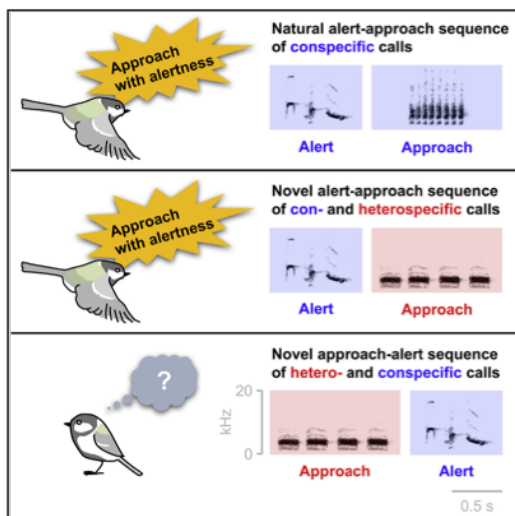 Approach
with alertness
Natural alert-approach sequence
of conspecific calls
Alert
Approach
Approach
with alertness
Novel alert-approach sequence
of con- and heterospecific calls
Alert
Approach
?
Novel approach-alert sequence
of hetero- and conspecific calls
20
kHz
0
Approach
Alert
0.5 s